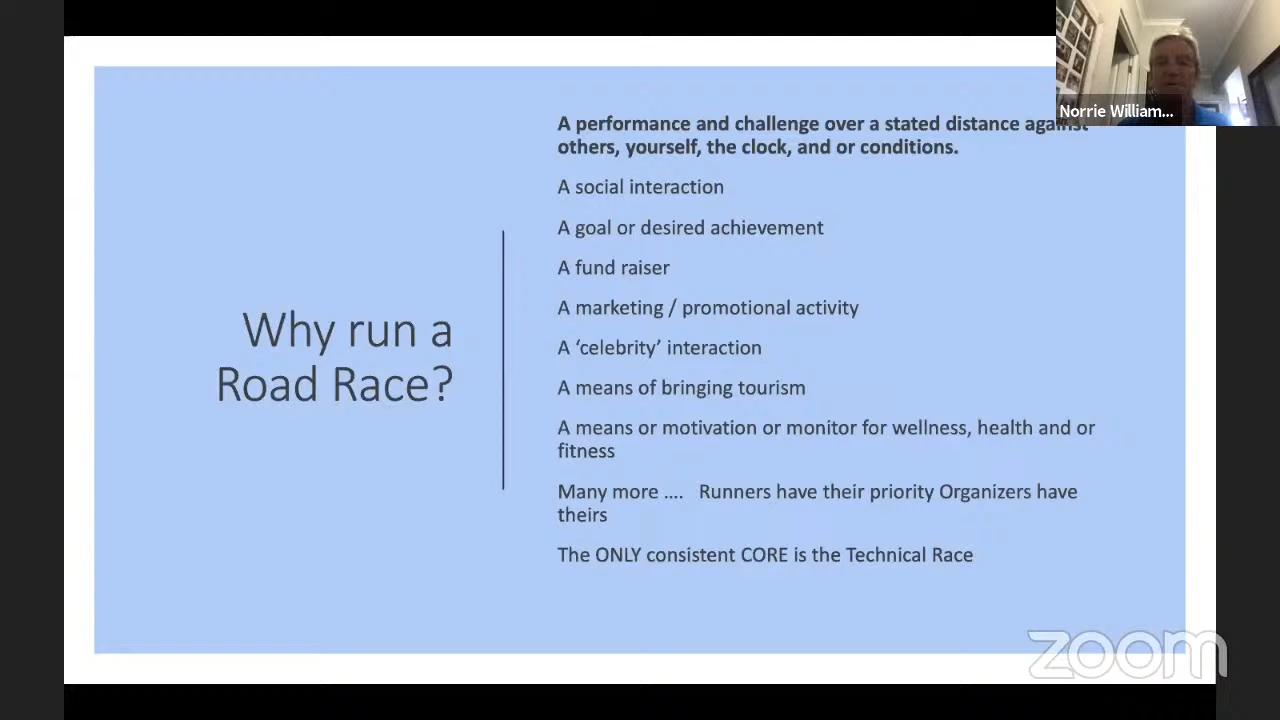 Norrie William...
A performance and challenge over a stated distance against
others, yourself, the clock, and or conditions.
A social interaction
A goal or desired achievement
A fund raiser
A marketing / promotional activity
A ‘celebrity’ interaction
A means of bringing tourism
A means or motivation or monitor for wellness, health and or
fitness
Many more .... Runners have their priority Organizers have
theirs
The ONLY consistent CORE is the Technical Race
Why run a
Road Race?
zoom